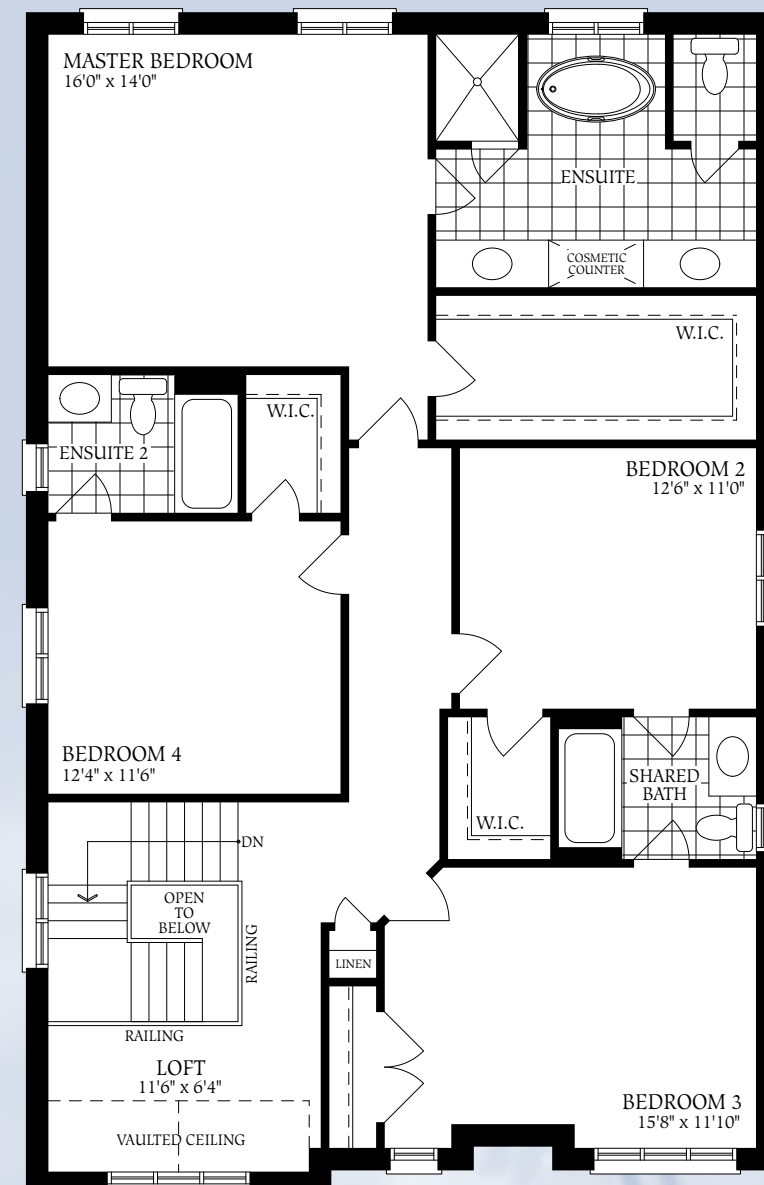 MASTER BEDROOM
16'0" x 14'0"
ENSUITE
COSMETIC
COUNTER
W.I.C.
W.I.C.
ENSUITE 2
BEDROOM 2
12'6" x 11'0"
BEDROOM 4
12'4" x 11'6"
SHARED
BATH
W.I.C.
DN
OPEN
TO
BELOW
RAILING
LINEN
RAILING
LOFT
11'6" x 6'4"
BEDROOM 3
15'8" x 11'10"
VAULTED CEILING